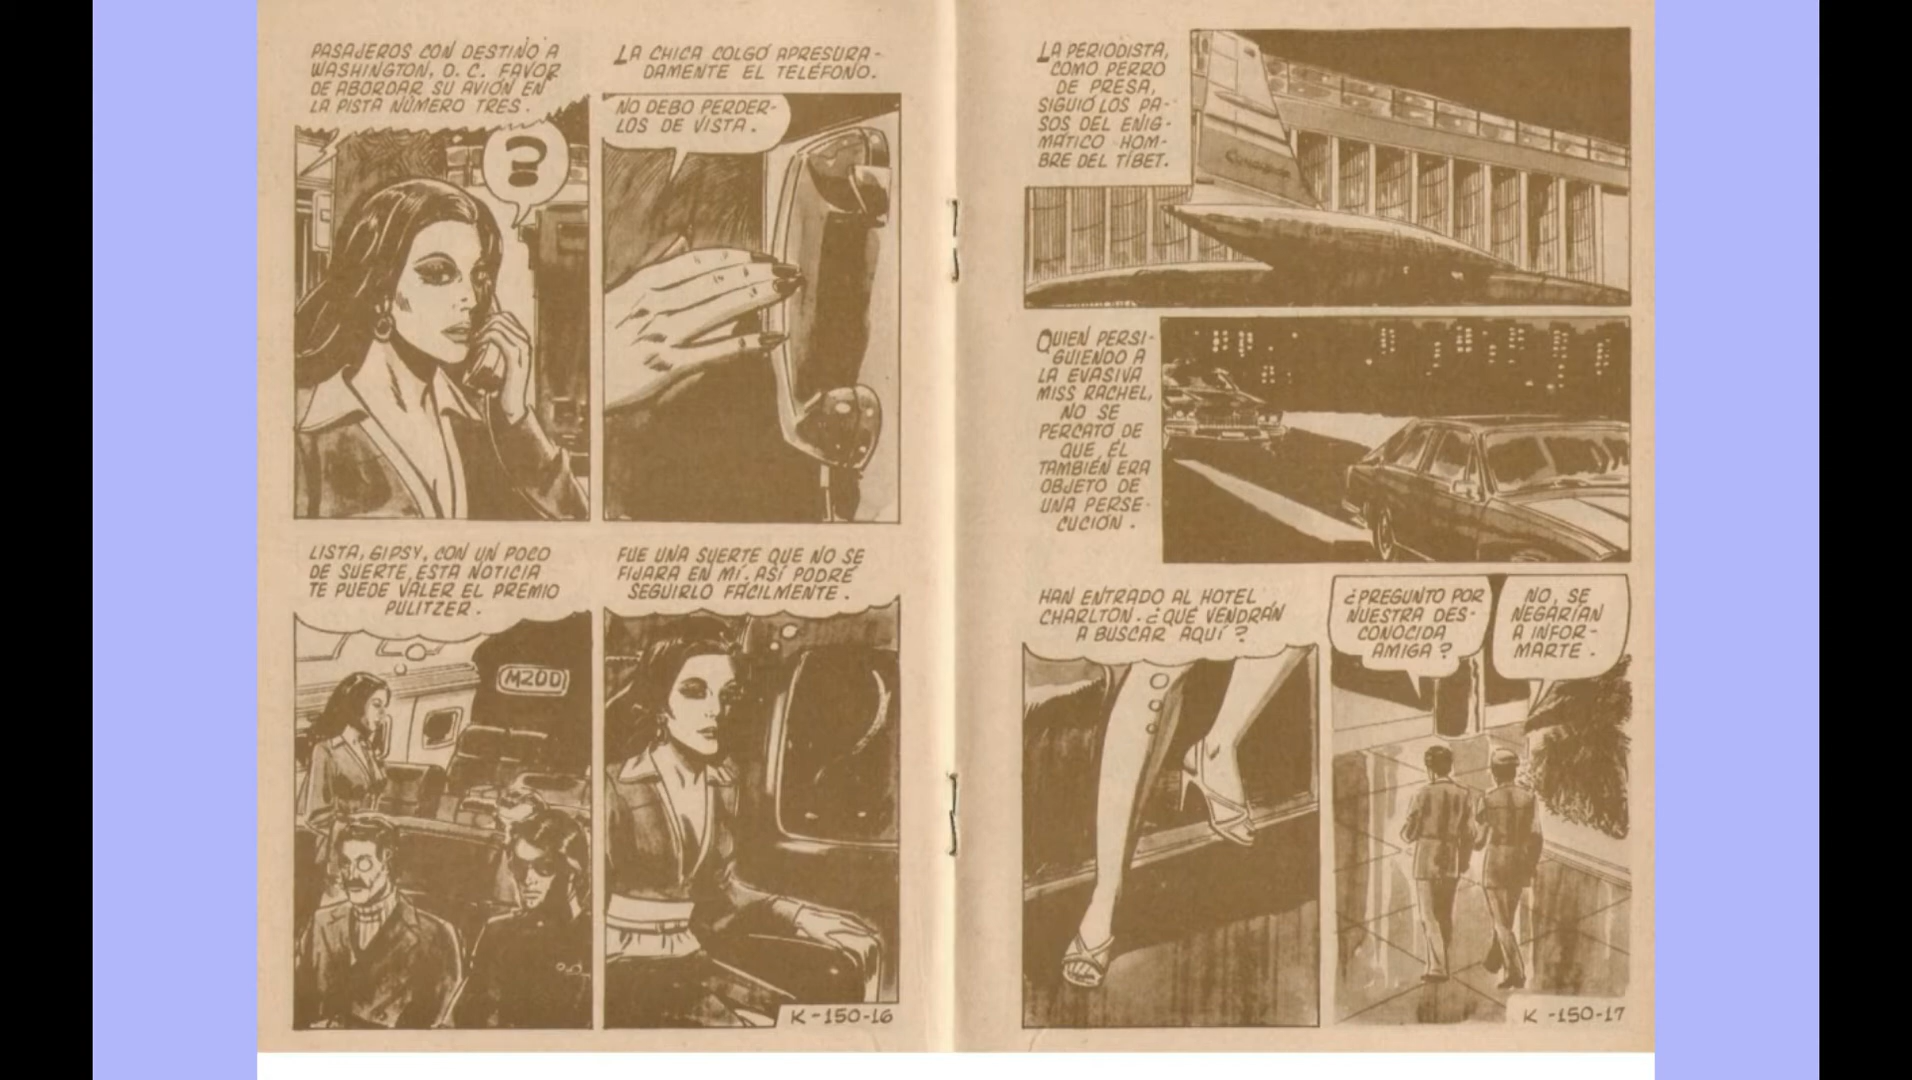 PASAJEROS CON DESTINO A
WASHINGTON, D. C. FAVOR
DE ABORDAR SU AVIÓN EN
LA PISTA NÚMERO TRES.
?
LA CHICA COLGÓ APRESURA-
DAMENTE EL TELÉFONO.
NO DEBO PERDER-
LOS DE VISTA.
LISTA, GIPSY, CON UN POCO
DE SUERTE, ESTA NOTICIA
TE PUEDE VALER EL PREMIO
PULITZER.
M200
FUE UNA SUERTE QUE NO SE
FIJARA EN MÍ. ASÍ PODRÉ
SEGUIRLO FÁCILMENTE.
K-150-16
LA PERIODISTA,
COMO PERRO
DE PRESA,
SIGUIÓ LOS PA-
SOS DEL ENIG-
MÁTICO HOM-
BRE DEL TÍBET.
QUIEN PERSI-
GUIENDO A
LA EVASIVA
MISS RACHEL,
NO SE
PERCATÓ DE
QUE, ÉL
TAMBIÉN ERA
OBJETO DE
UNA PERSE-
CUCIÓN.
HAN ENTRADO AL HOTEL
CHARLTON. ¿QUÉ VENDRÁN
A BUSCAR AQUÍ?
¿PREGUNTO POR
NUESTRA DES-
CONOCIDA
AMIGA?
NO, SE
NEGARÍAN
A INFOR-
MARTE.
K-150-17